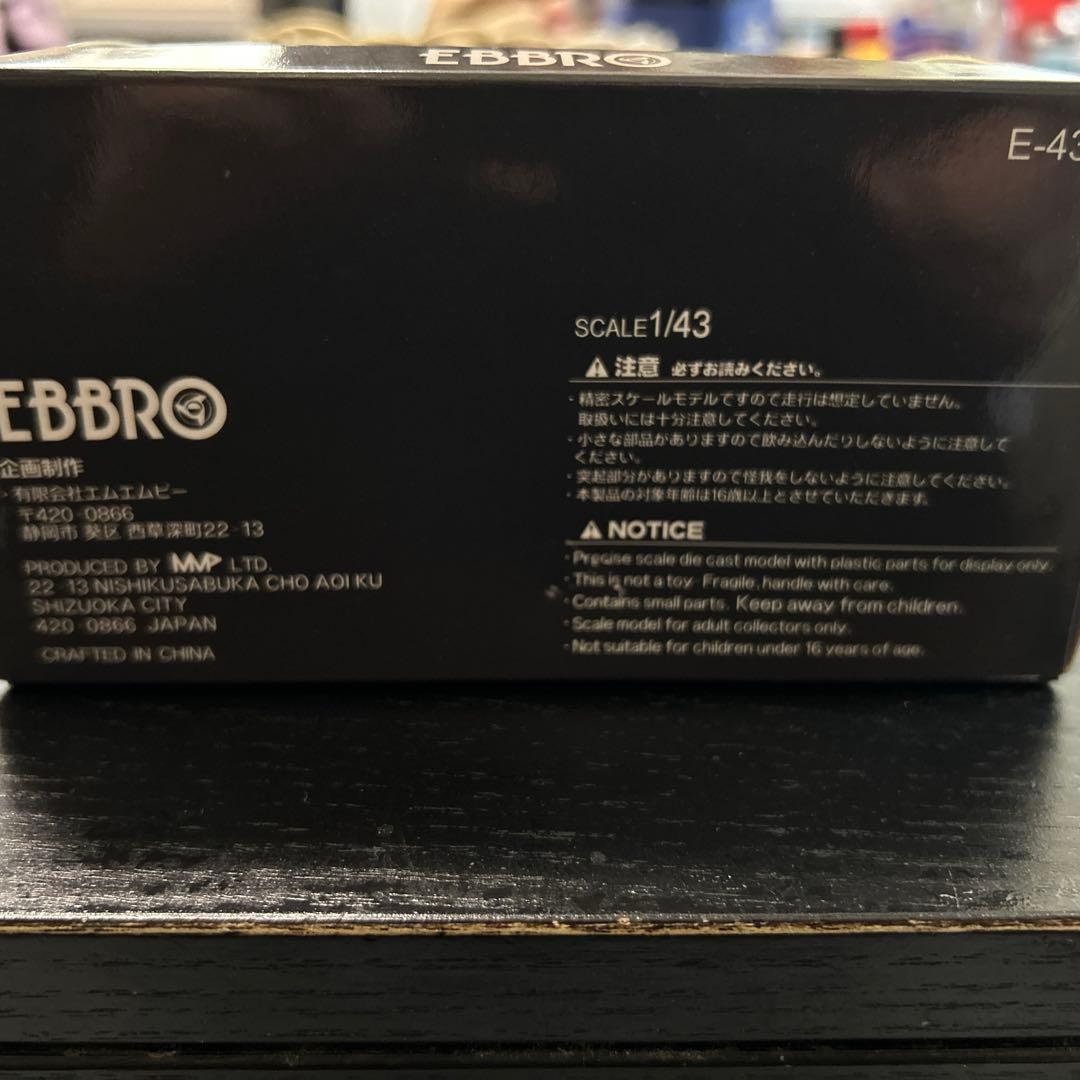 EBBRO
E-43
SCALE1/43
⚠注意 必ずお読みください。
・精密スケールモデルですので走行は想定していません。
取扱いには十分注意してください。
・小さな部品がありますので飲み込んだりしないように注意して
ください。
・突起部分がありますので怪我をしないように注意してください。
・本製品の対象年齢は16歳以上とさせていただきます。
⚠NOTICE
・Precise scale die cast model with plastic parts for display only.
・This is not a toy. Fragile, handle with care.
・Contains small parts. Keep away from children.
・Scale model for adult collectors only.
・Not suitable for children under 16 years of age.
EBBRO
企画制作
・有限会社エムエムピー
〒420-0866
静岡市 葵区 西草深町22-13
PRODUCED BY MMP LTD.
22-13 NISHIKUSABUKA CHO AOI KU
SHIZUOKA CITY
420-0866 JAPAN
CRAFTED IN CHINA